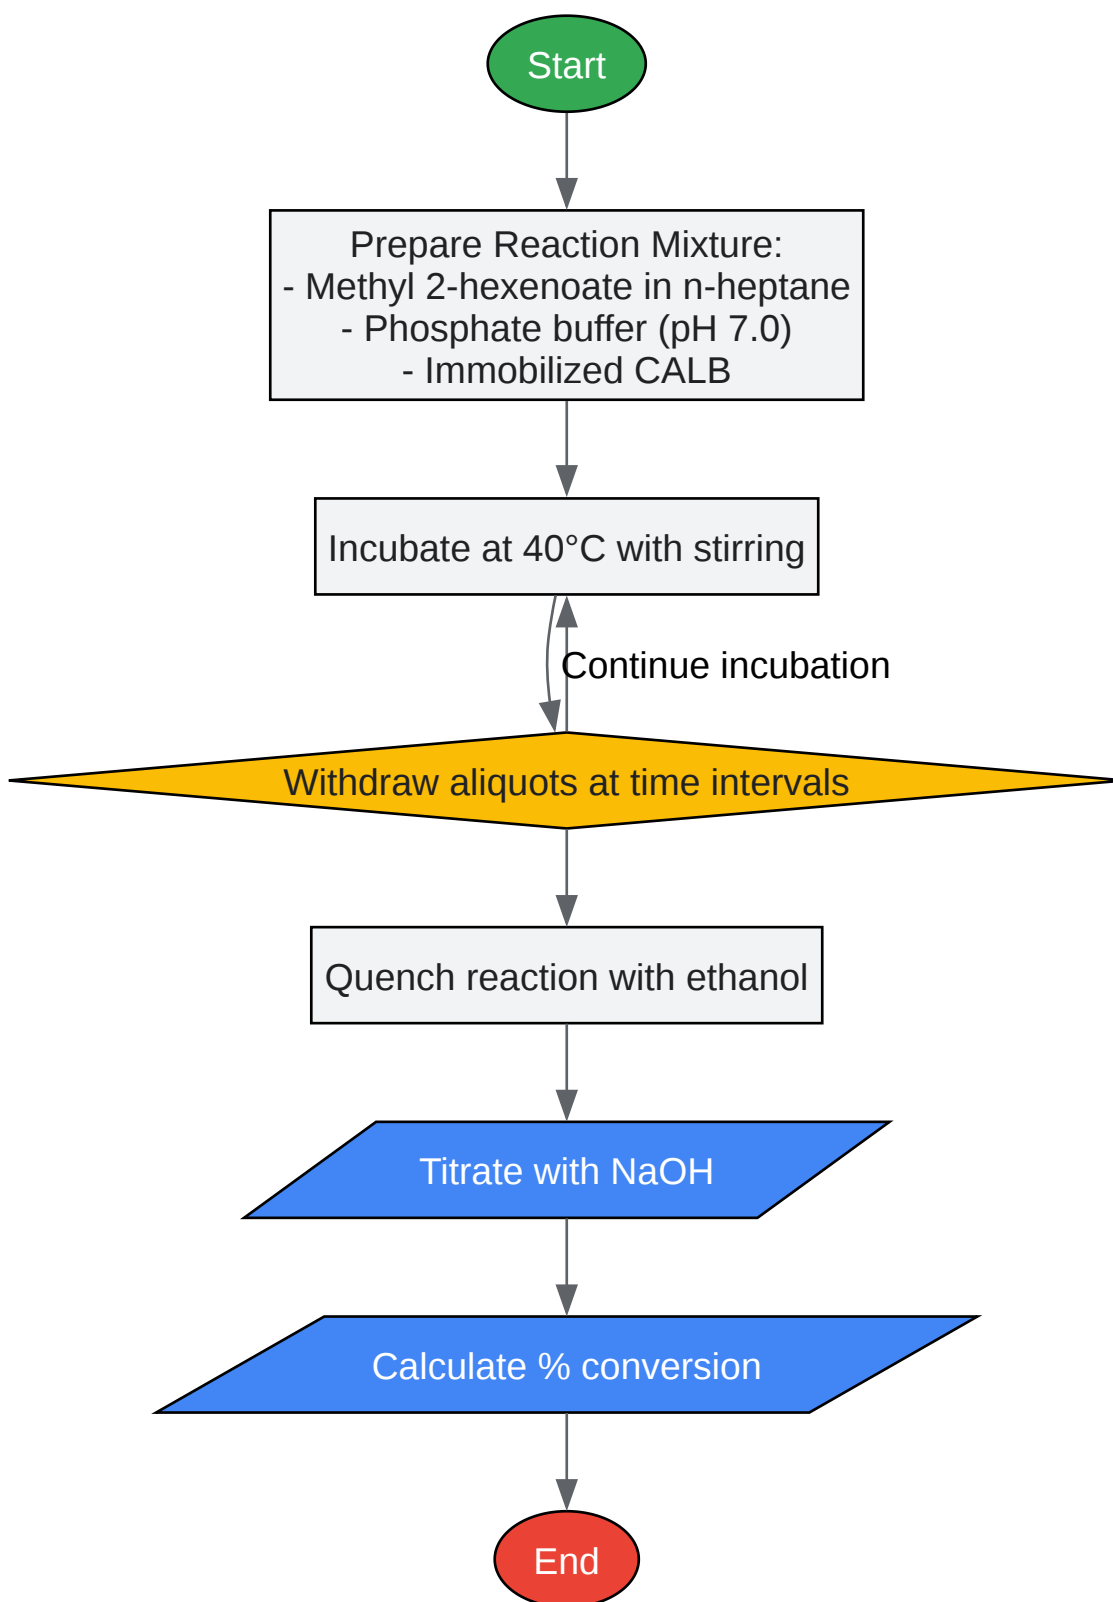 Start
Prepare Reaction Mixture:
- Methyl 2-hexenoate in n-heptane
- Phosphate buffer (pH 7.0)
- Immobilized CALB
Incubate at 40°C with stirring
Continue incubation
Withdraw aliquots at time intervals
Quench reaction with ethanol
Titrate with NaOH
Calculate % conversion
End